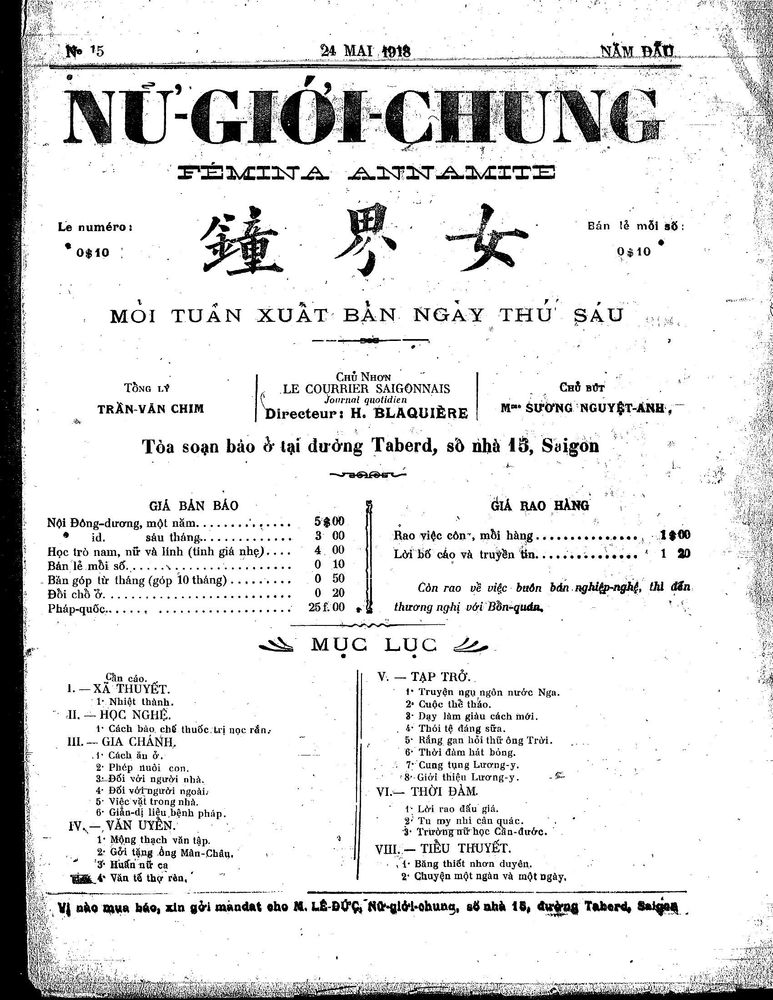 No 15
24 MAI 1918
NĂM ĐẦU
NỮ-GIỚI-CHUNG
FÉMINA ANNAMITE
Le numéro:
0$10
鐘 界 女
Bán lẻ mỗi số:
0$10
MỖI TUẦN XUẤT BẢN NGÀY THỨ SÁU
TỔNG LÝ
TRẦN-VĂN CHIM
CHỦ NHƠN
LE COURRIER SAIGONNAIS
Journal quotidien
Directeur: H. BLAQUIÈRE
CHỦ BÚT
Mme SƯƠNG NGUYỆT-ANH,
Tòa soạn báo ở tại đường Taberd, số nhà 15, Saigon
GIÁ BÁN BÁO
Nội Đông-dương, một năm............ 5$00
id. sáu tháng............ 3 00
Học trò nam, nữ và lính (tính giá nhẹ).... 4 00
Bán lẻ mỗi số............ 0 10
Bán góp từ tháng (góp 10 tháng)......... 0 50
Đổi chỗ ở............ 0 20
Pháp-quốc............ 25f.00
GIÁ RAO HÀNG
Rao việc côn, mỗi hàng............... 1$00
Lời bố cáo và truyền tin............... 1 20
Còn rao về việc buôn bán nghiệp-nghệ, thì đến
thương nghị với Bổn-quán.
MỤC LỤC
Cẩn cáo.
I. — XÃ THUYẾT.
1· Nhiệt thành.
II. — HỌC NGHỆ.
1· Cách bào chế thuốc trị nọc rắn.
III. — GIA CHÁNH.
1· Cách ăn ở.
2· Phép nuôi con.
3· Đối với người nhà.
4· Đối với người ngoài.
5· Việc vặt trong nhà.
6· Giản-dị liệu bệnh pháp.
IV. — VĂN UYỂN.
1· Mộng thạch văn tập.
2· Gởi tặng ông Mân-Châu.
3· Huấn nữ ca
4· Văn tế thợ rèn.
V. — TẠP TRỞ.
1· Truyện ngụ ngôn nước Nga.
2· Cuộc thể thảo.
3· Dạy làm giàu cách mới.
4· Thói tệ đáng sửa.
5· Rắng gan hỏi thử ông Trời.
6· Thời đàm hát bóng.
7· Cung tụng Lương-y.
8· Giới thiệu Lương-y.
VI. — THỜI ĐÀM.
1· Lời rao đấu giá.
2· Tu my nhi cân quắc.
3· Trường nữ học Cần-đước.
VIII. — TIỂU THUYẾT.
1· Băng thiết nhơn duyên.
2· Chuyện một ngàn và một ngày.
Vị nào mua báo, xin gởi mandat cho M. LÊ-ĐỨC, Nữ-giới-chung, số nhà 15, đường Taberd, Saigon